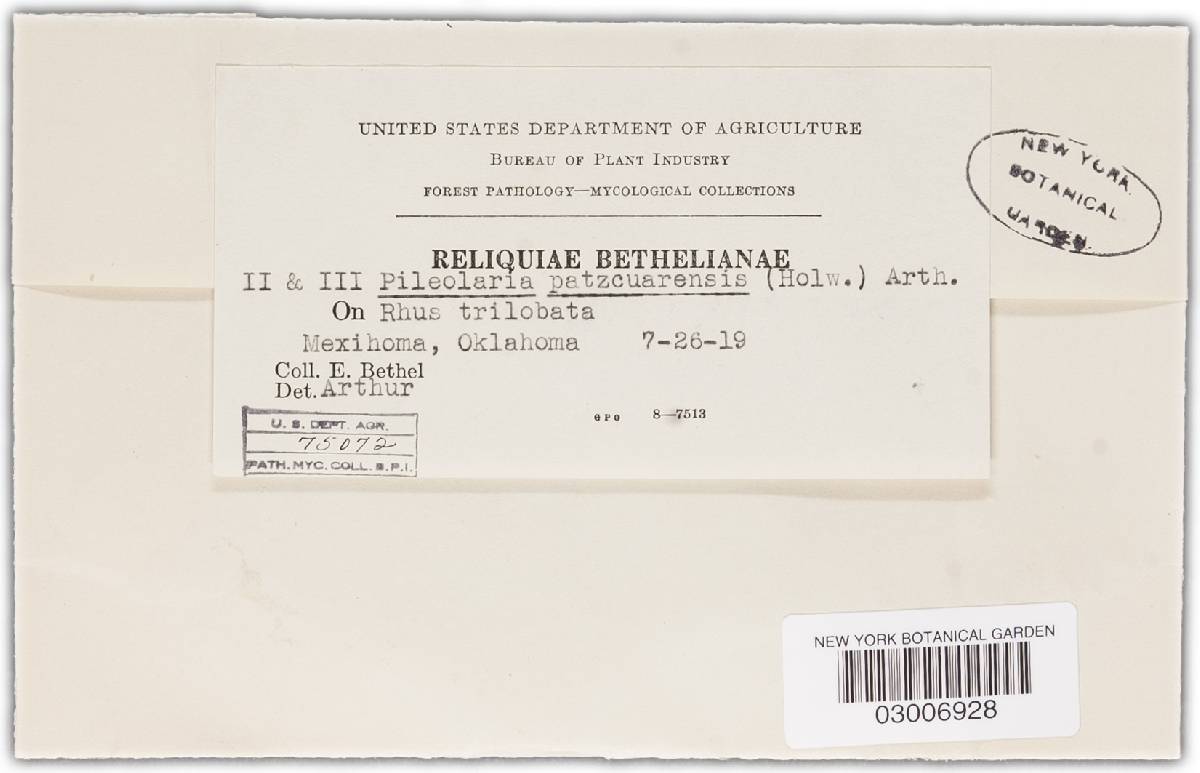 UNITED STATES DEPARTMENT OF AGRICULTURE
BUREAU OF PLANT INDUSTRY
FOREST PATHOLOGY—MYCOLOGICAL COLLECTIONS
NEW YORK
BOTANICAL
GARDEN
RELIQUIAE BETHELIANAE
II & III Pileolaria patzcuarensis (Holw.) Arth.
On Rhus trilobata
Mexihoma, Oklahoma 7-26-19
Coll. E. Bethel
Det. Arthur
GPO 8—7513
U. S. DEPT. AGR.
75072
PATH. MYC. COLL. B.P.I.
NEW YORK BOTANICAL GARDEN
03006928